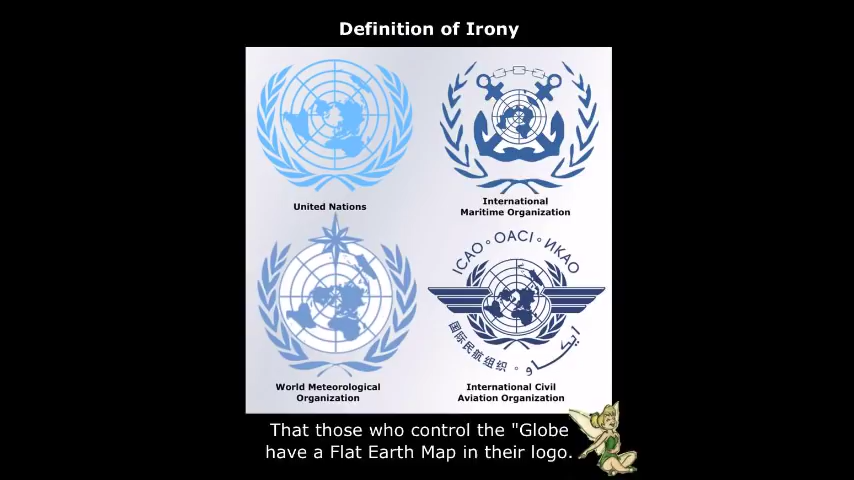 Definition of Irony
United Nations
International
Maritime Organization
ICAO◦OACI◦ИКАО
国际民航组织◦ايكاو
World Meteorological
Organization
International Civil
Aviation Organization
That those who control the "Globe
have a Flat Earth Map in their logo.